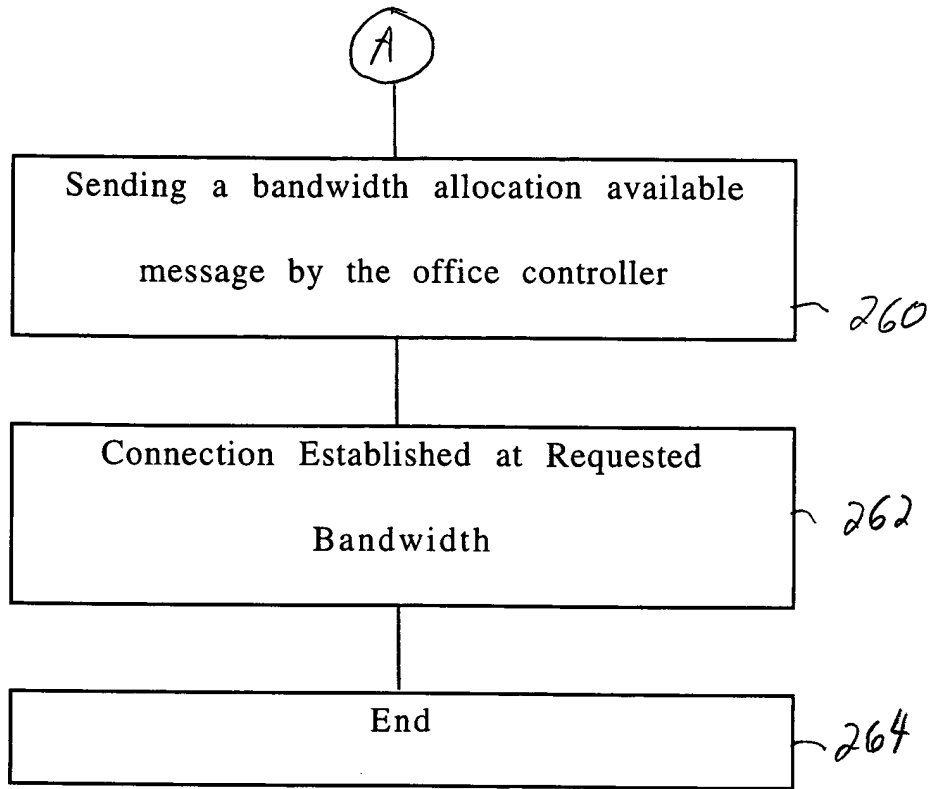 A
Sending a bandwidth allocation available
message by the office controller
260
Connection Established at Requested
Bandwidth
262
End
264